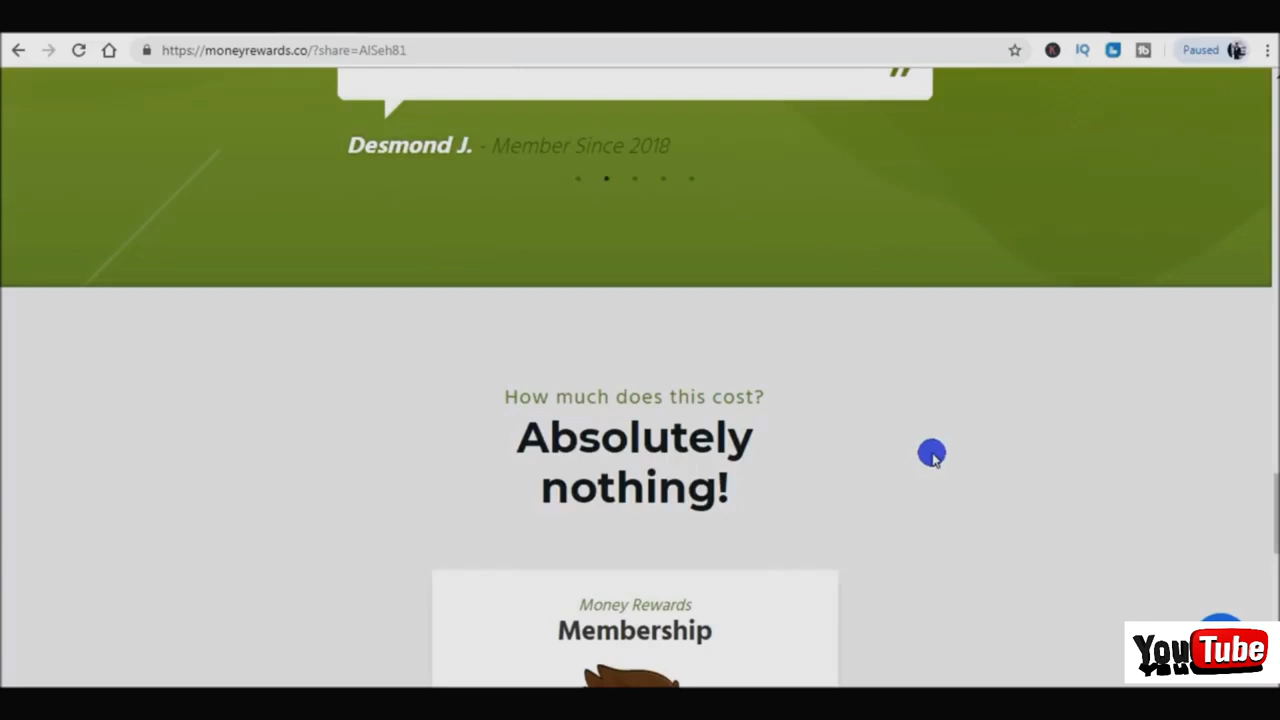 https://moneyrewards.co/?share=AlSeh81
IQ
Paused
”
Desmond J. - Member Since 2018
How much does this cost?
Absolutely
nothing!
Money Rewards
Membership
YouTube